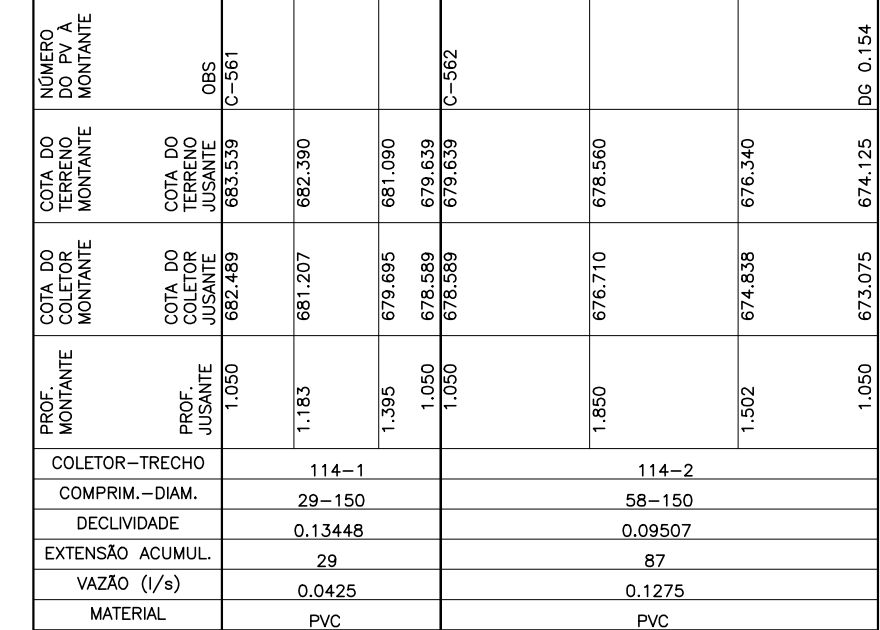 NÚMERO
DO PV À
MONTANTE
OBS
C-561
C-562
DG 0.154
COTA DO
TERRENO
MONTANTE
COTA DO
TERRENO
JUSANTE
683.539
682.390
681.090
679.639
679.639
678.560
676.340
674.125
COTA DO
COLETOR
MONTANTE
COTA DO
COLETOR
JUSANTE
682.489
681.207
679.695
678.589
678.589
676.710
674.838
673.075
PROF.
MONTANTE
PROF.
JUSANTE
1.050
1.183
1.395
1.050
1.050
1.850
1.502
1.050
COLETOR-TRECHO 114-1 114-2
COMPRIM.-DIAM. 29-150 58-150
DECLIVIDADE 0.13448 0.09507
EXTENSÃO ACUMUL. 29 87
VAZÃO (l/s) 0.0425 0.1275
MATERIAL PVC PVC